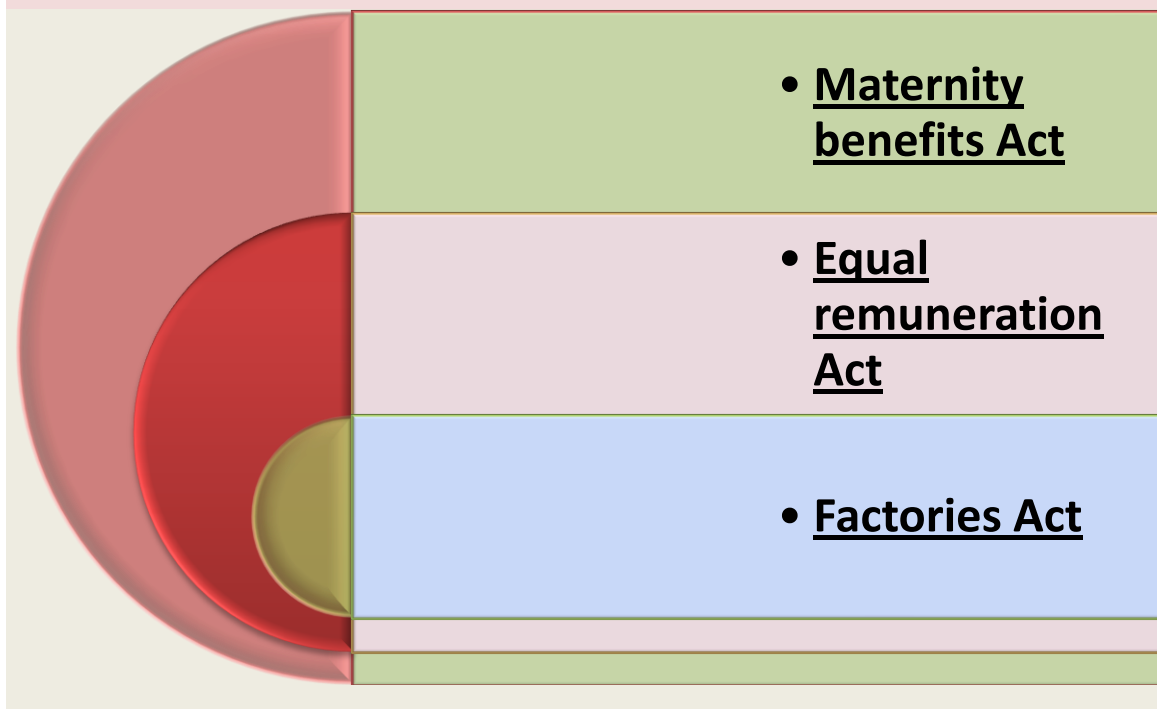 • Maternity
benefits Act
• Equal
remuneration
Act
• Factories Act